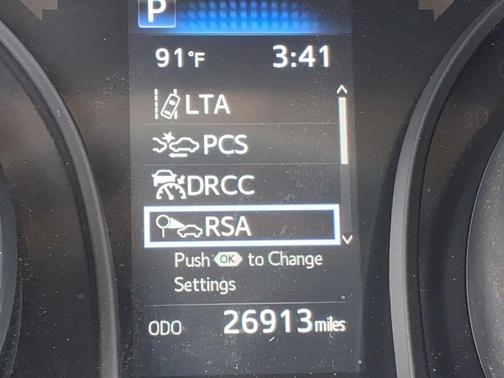 P
91°F 3:41
LTA
PCS
DRCC
RSA
Push OK to Change
Settings
ODO 26913 miles